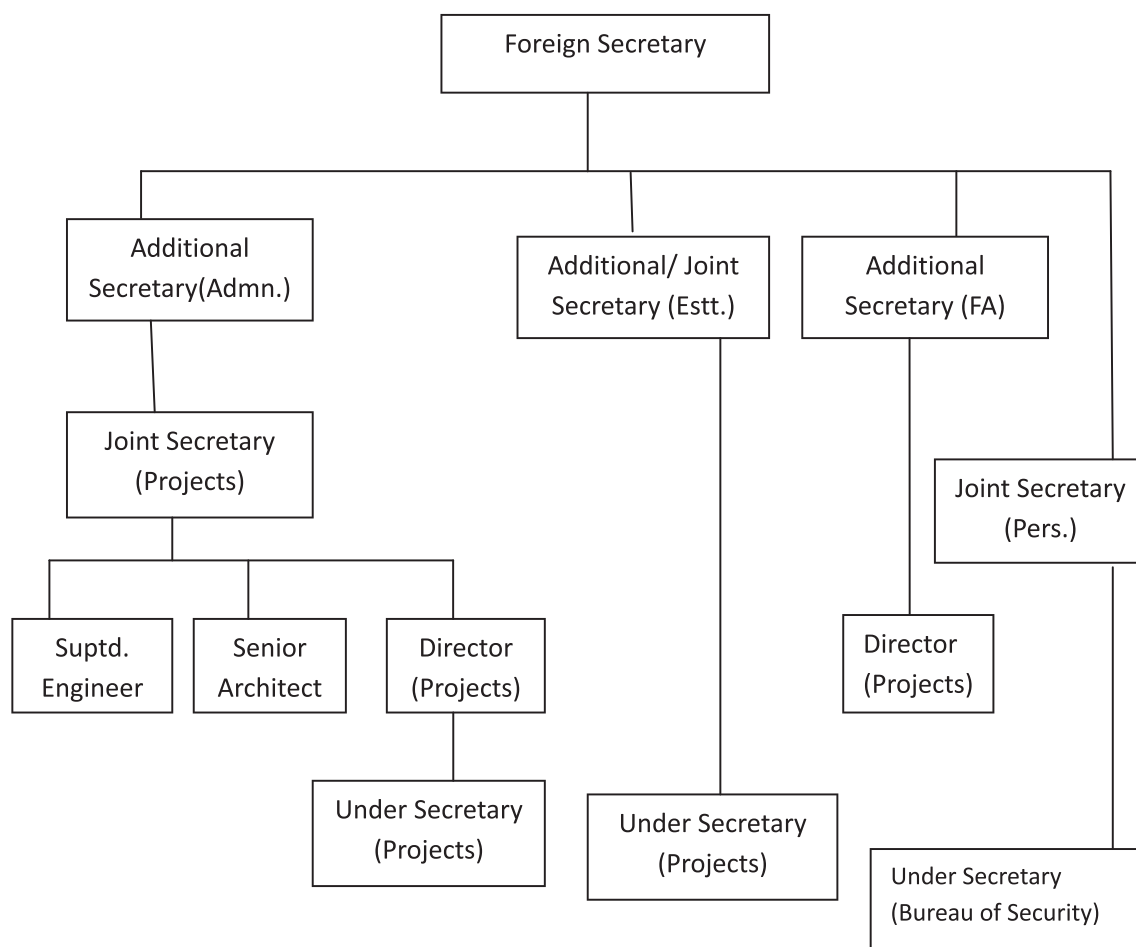 Foreign Secretary
Additional
Secretary(Admn.)
Additional/ Joint
Secretary (Estt.)
Additional
Secretary (FA)
Joint Secretary
(Projects)
Joint Secretary
(Pers.)
Suptd.
Engineer
Senior
Architect
Director
(Projects)
Director
(Projects)
Under Secretary
(Projects)
Under Secretary
(Projects)
Under Secretary
(Bureau of Security)